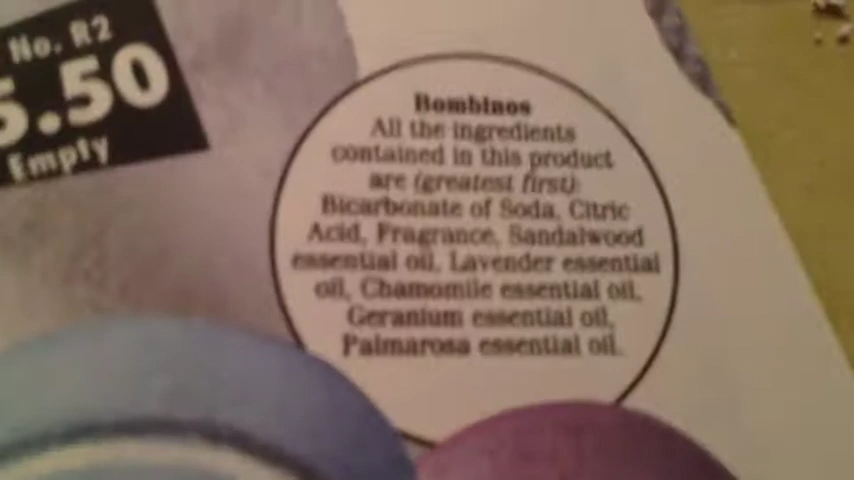 No. R2
5.50
Empty
Bombinos
All the ingredients
contained in this product
are (greatest first):
Bicarbonate of Soda, Citric
Acid, Fragrance, Sandalwood
essential oil, Lavender essential
oil, Chamomile essential oil,
Geranium essential oil,
Palmarosa essential oil.